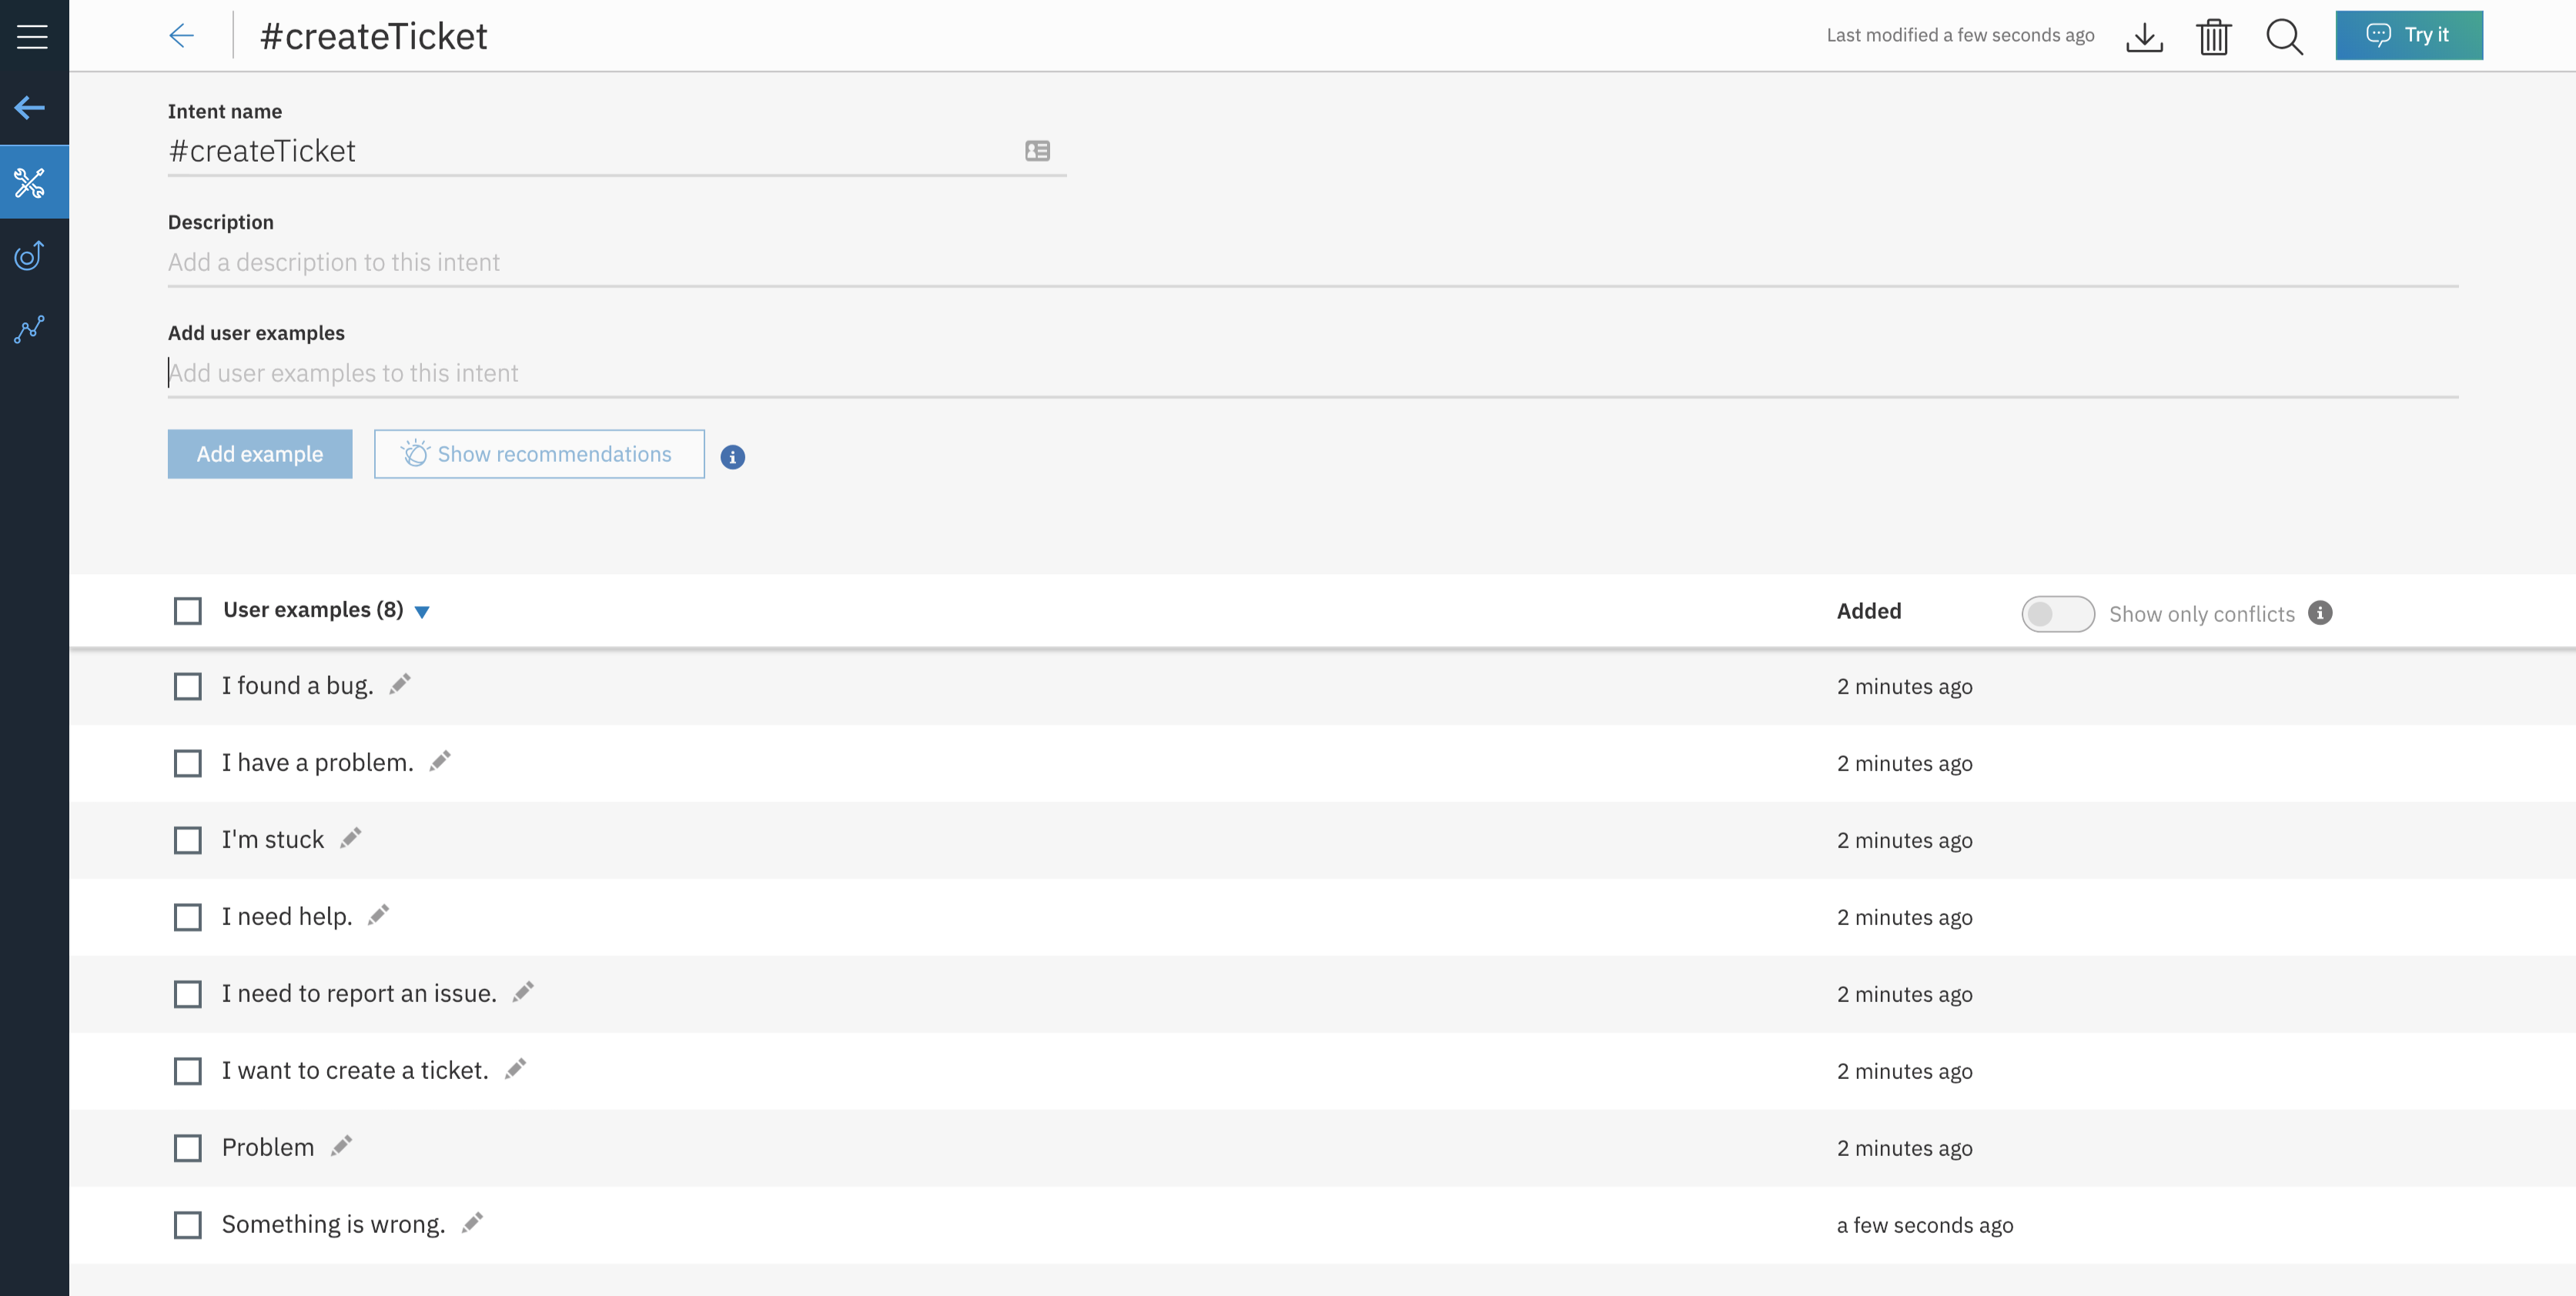 #createTicket
Last modified a few seconds ago
Try it
Intent name
#createTicket
Description
Add a description to this intent
Add user examples
Add user examples to this intent
Add example
Show recommendations
User examples (8)
Added
Show only conflicts
I found a bug.
2 minutes ago
I have a problem.
2 minutes ago
I'm stuck
2 minutes ago
I need help.
2 minutes ago
I need to report an issue.
2 minutes ago
I want to create a ticket.
2 minutes ago
Problem
2 minutes ago
Something is wrong.
a few seconds ago